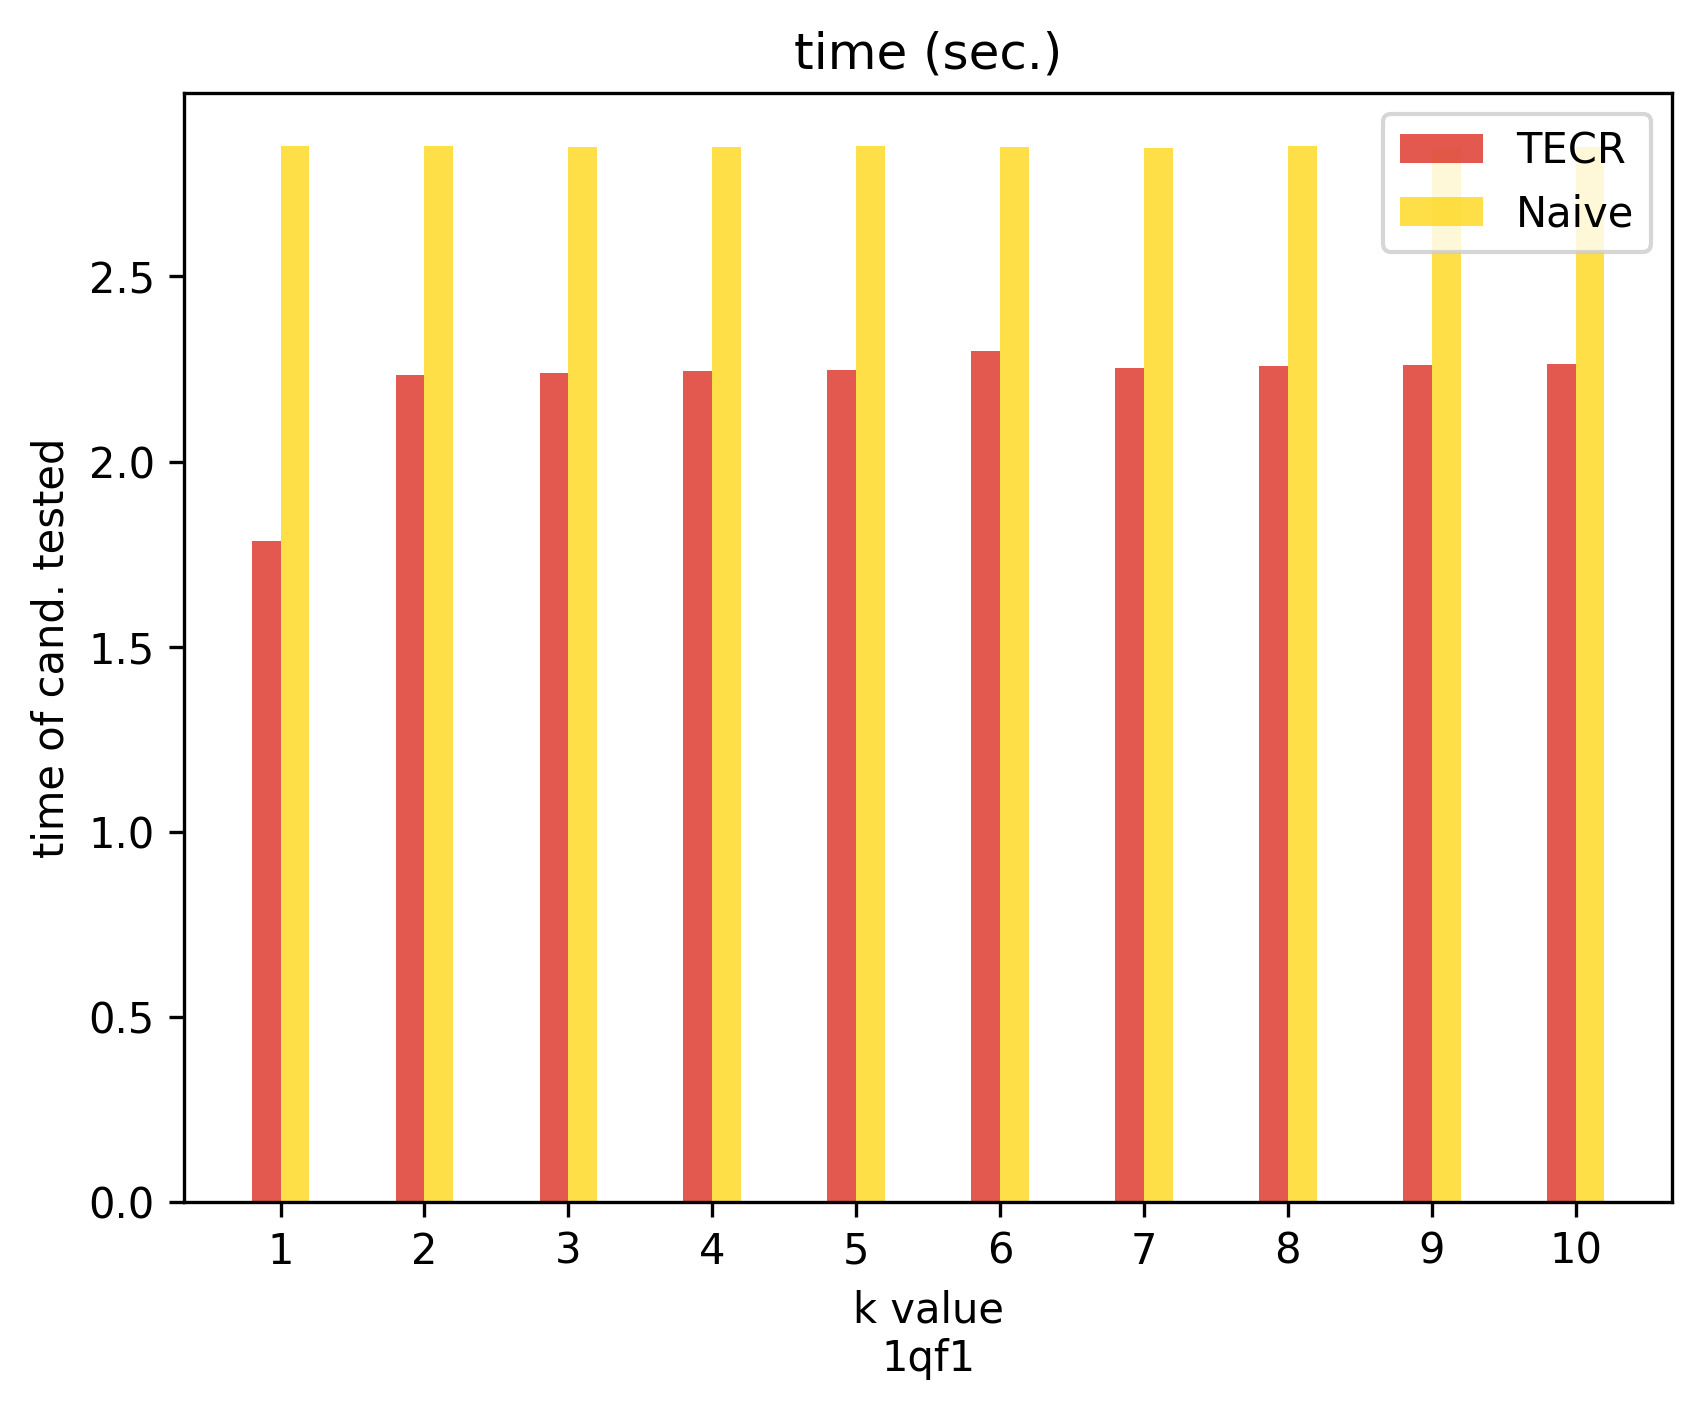 time (sec.)
TECR
Naive
2.5
2.0
1.5
1.0
0.5
0.0
time of cand. tested
1 2 3 4 5 6 7 8 9 10
k value
1qf1